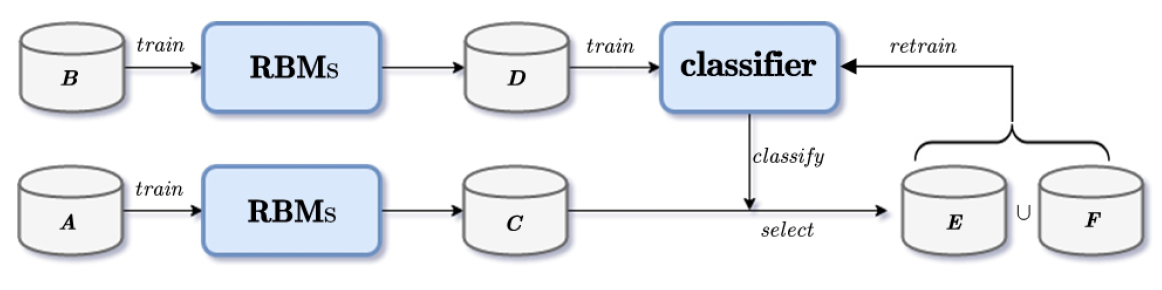 train
train
retrain
B
RBMs
D
classifier
classify
train
A
RBMs
C
select
E
∪
F